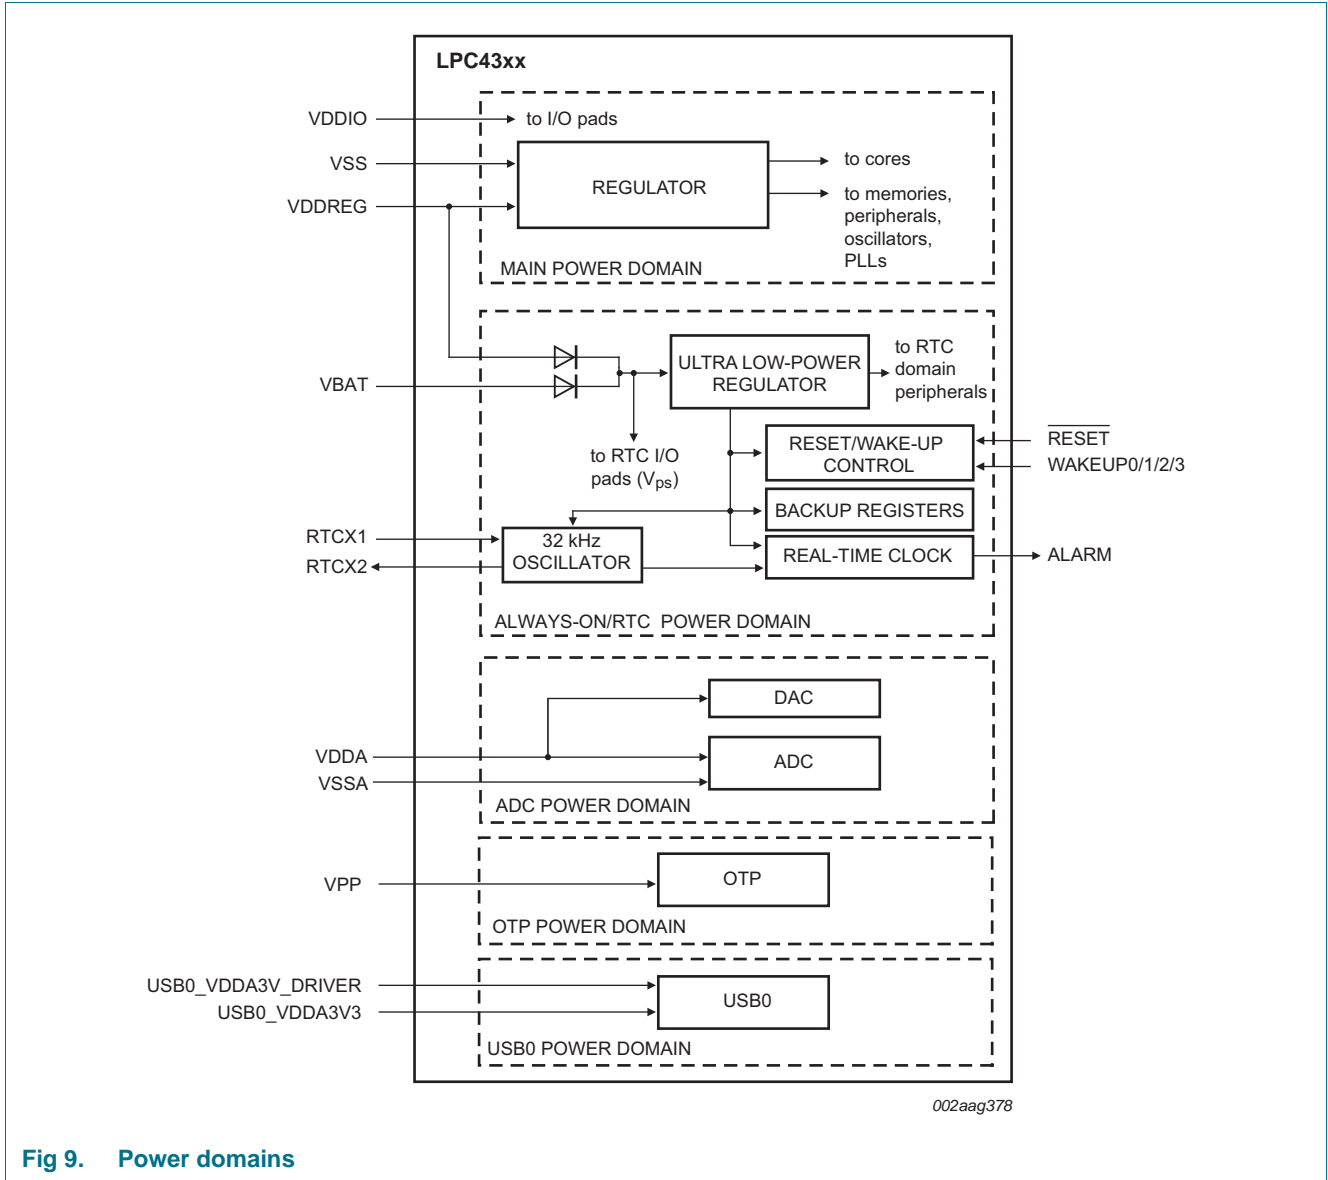 LPC43xx
VDDIO
to I/O pads
VSS
REGULATOR
to cores
VDDREG
to memories,
peripherals,
oscillators,
PLLs
MAIN POWER DOMAIN
VBAT
ULTRA LOW-POWER
REGULATOR
to RTC
domain
peripherals
to RTC I/O
pads (Vps)
RESET/WAKE-UP
CONTROL
RESET
WAKEUP0/1/2/3
BACKUP REGISTERS
RTCX1
RTCX2
32 kHz
OSCILLATOR
REAL-TIME CLOCK
ALARM
ALWAYS-ON/RTC POWER DOMAIN
DAC
VDDA
VSSA
ADC
ADC POWER DOMAIN
VPP
OTP
OTP POWER DOMAIN
USB0_VDDA3V_DRIVER
USB0_VDDA3V3
USB0
USB0 POWER DOMAIN
002aag378
Fig 9. Power domains